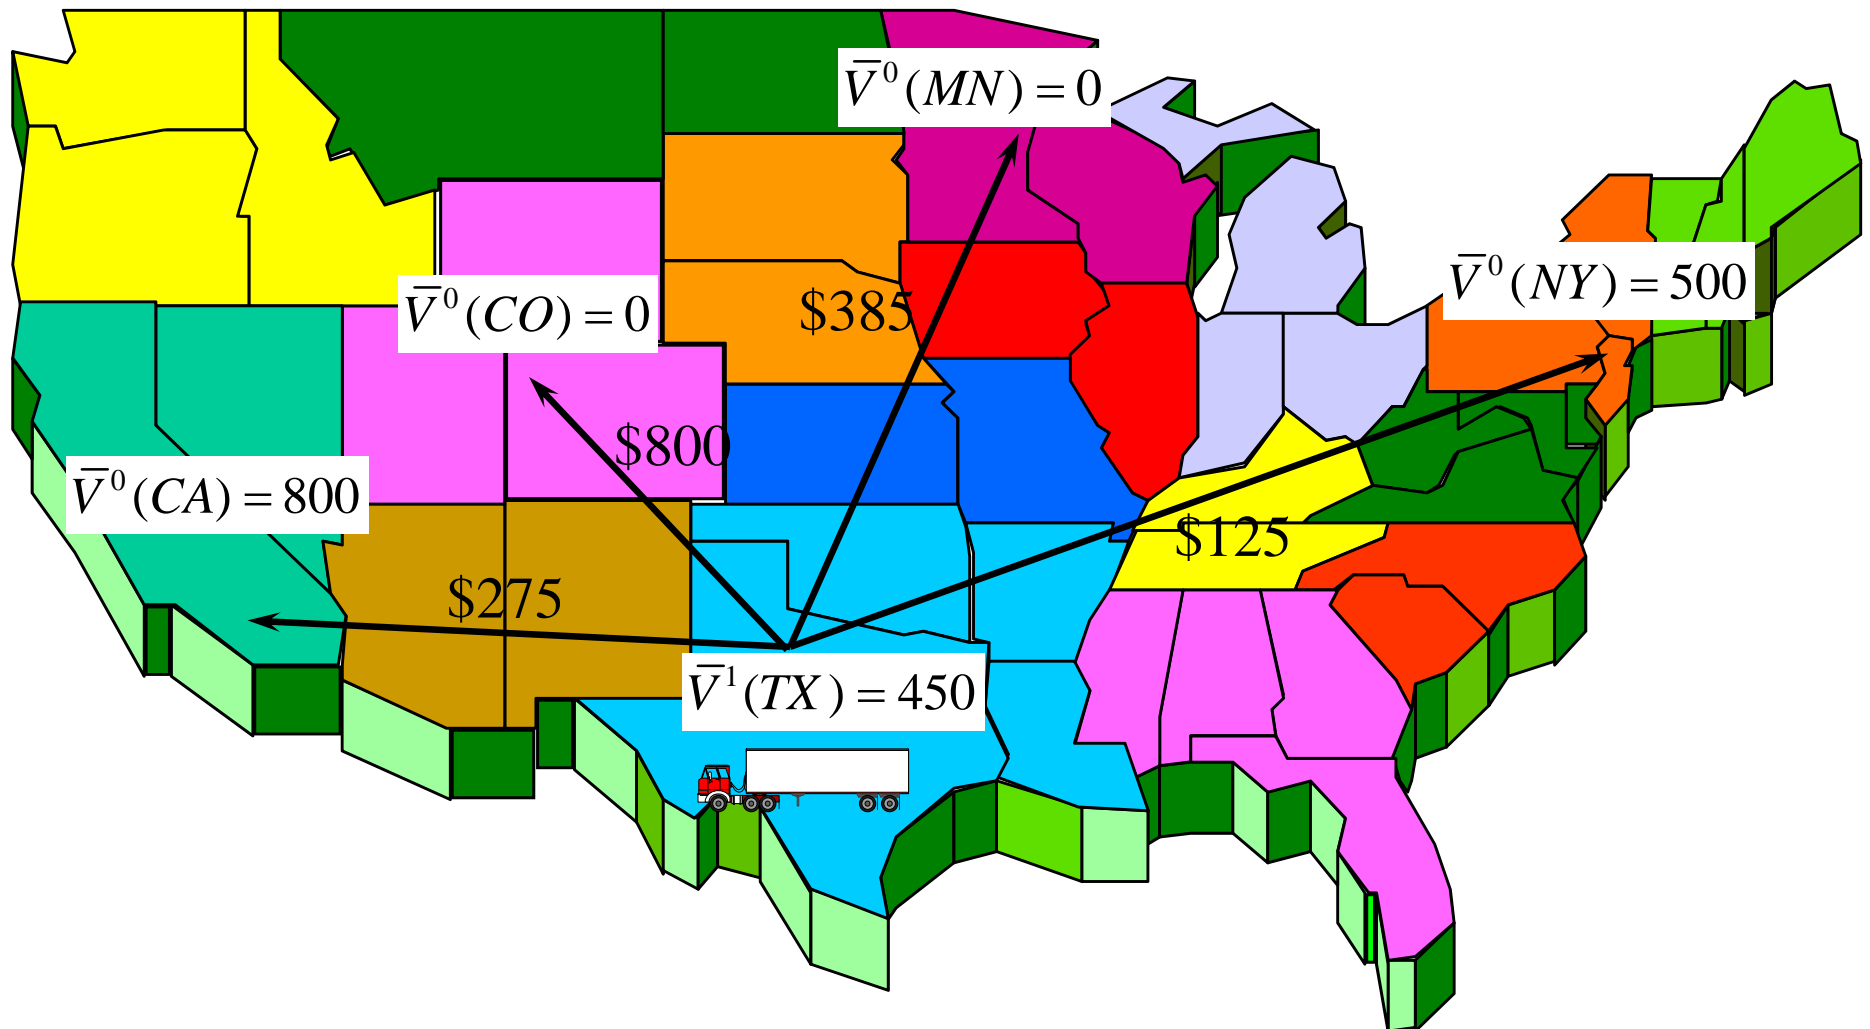 V̅⁰(MN) = 0
V̅⁰(NY) = 500
V̅⁰(CO) = 0
$385
$800
V̅⁰(CA) = 800
$125
$275
V̅¹(TX) = 450